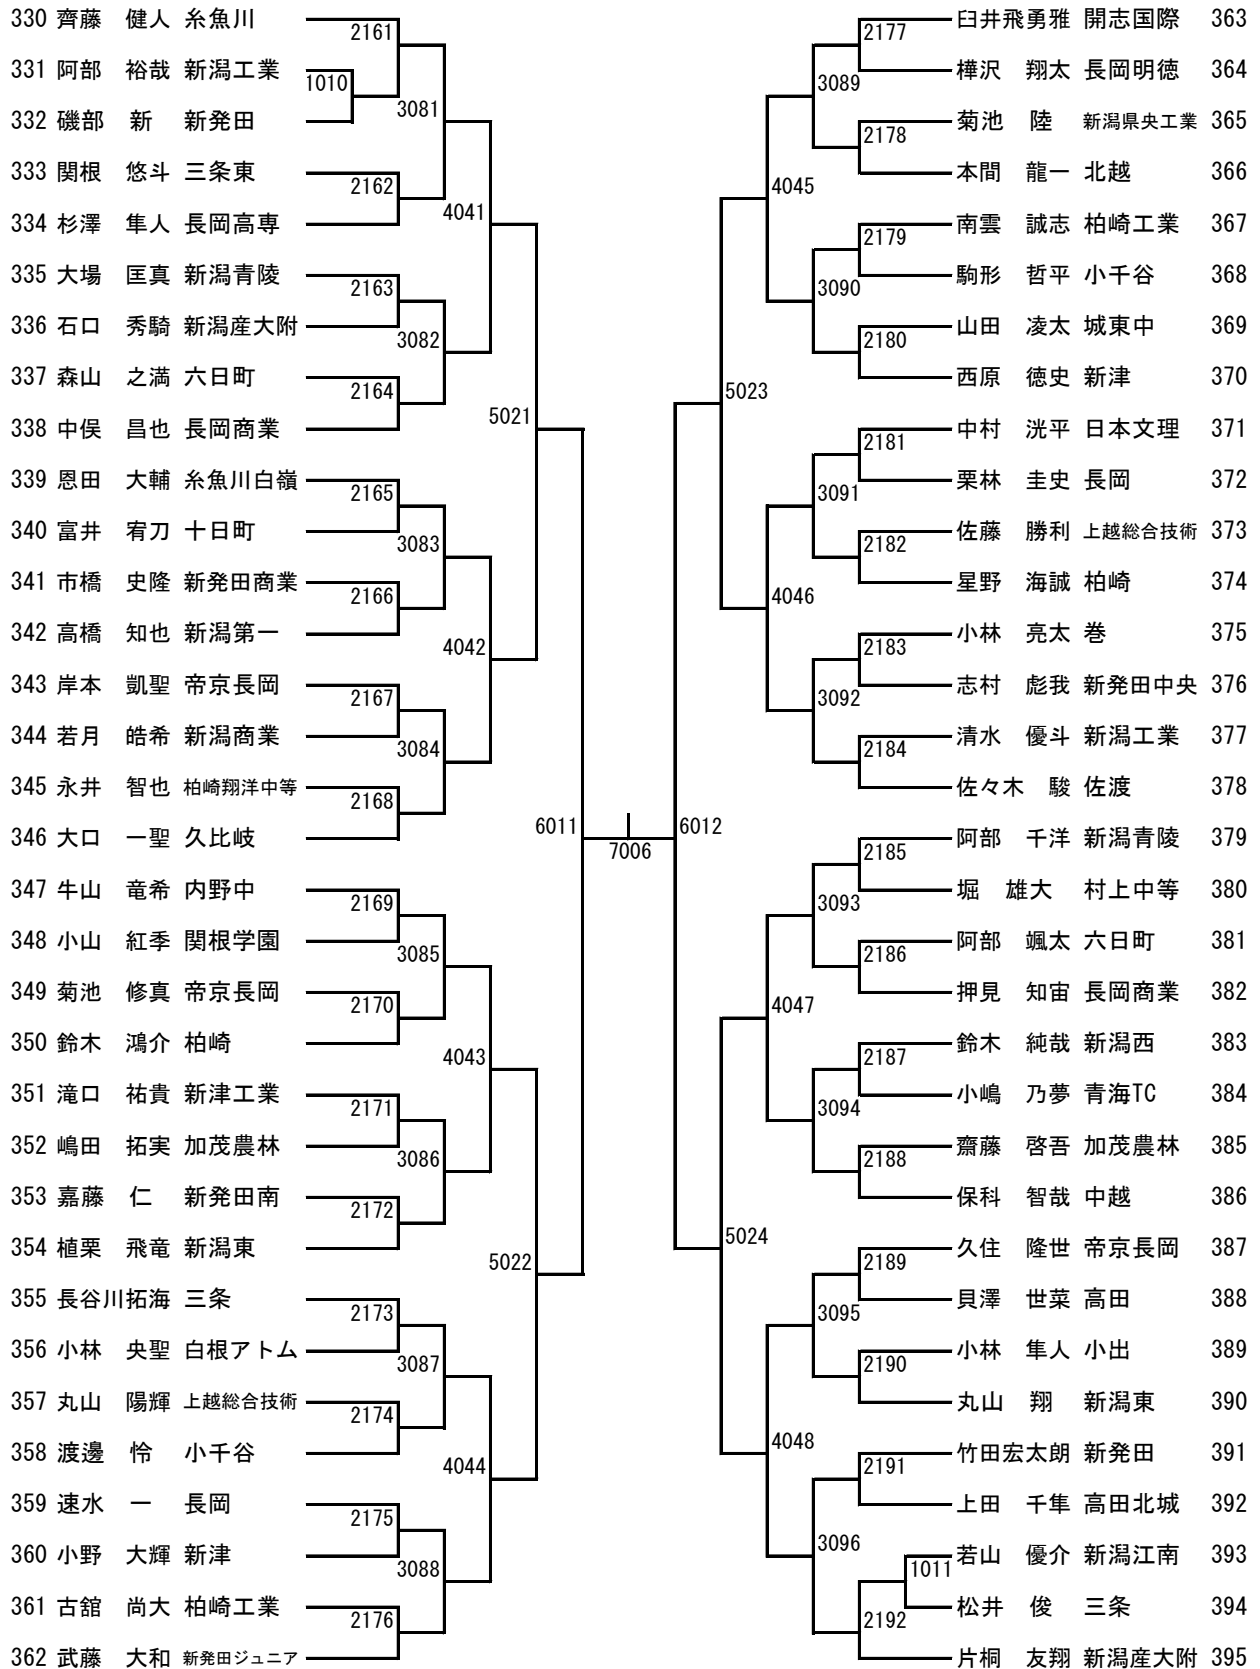 330 齊藤　健人 糸魚川
2161
331 阿部　裕哉 新潟工業
1010
3081
332 磯部　新　新発田
333 関根　悠斗 三条東
2162
4041
334 杉澤　隼人 長岡高専
335 大場　匡真 新潟青陵
2163
336 石口　秀騎 新潟産大附
3082
337 森山　之満 六日町
2164
5021
338 中俣　昌也 長岡商業
339 恩田　大輔 糸魚川白嶺
2165
340 富井　宥刀 十日町
3083
341 市橋　史隆 新発田商業
2166
342 高橋　知也 新潟第一
4042
343 岸本　凱聖 帝京長岡
2167
344 若月　皓希 新潟商業
3084
345 永井　智也 柏崎翔洋中等
2168
346 大口　一聖 久比岐
6011
347 牛山　竜希 内野中
2169
348 小山　紅季 関根学園
3085
349 菊池　修真 帝京長岡
2170
350 鈴木　鴻介 柏崎
4043
351 滝口　祐貴 新津工業
2171
352 嶋田　拓実 加茂農林
3086
353 嘉藤　仁　新発田南
2172
354 植栗　飛竜 新潟東
5022
355 長谷川拓海 三条
2173
356 小林　央聖 白根アトム
3087
357 丸山　陽輝 上越総合技術
2174
358 渡邊　怜　小千谷
4044
359 速水　一　長岡
2175
360 小野　大輝 新津
3088
361 古舘　尚大 柏崎工業
2176
362 武藤　大和 新発田ジュニア
7006
臼井飛勇雅 開志国際 363
2177
樺沢　翔太 長岡明徳 364
3089
菊池　陸　新潟県央工業 365
2178
本間　龍一 北越 366
4045
南雲　誠志 柏崎工業 367
2179
駒形　哲平 小千谷 368
3090
山田　凌太 城東中 369
2180
西原　徳史 新津 370
5023
中村　洸平 日本文理 371
2181
栗林　圭史 長岡 372
3091
佐藤　勝利 上越総合技術 373
2182
星野　海誠 柏崎 374
4046
小林　亮太 巻 375
2183
志村　彪我 新発田中央 376
3092
清水　優斗 新潟工業 377
2184
佐々木　駿 佐渡 378
6012
阿部　千洋 新潟青陵 379
2185
堀　雄大　村上中等 380
3093
阿部　颯太 六日町 381
2186
押見　知宙 長岡商業 382
4047
鈴木　純哉 新潟西 383
2187
小嶋　乃夢 青海TC 384
3094
齋藤　啓吾 加茂農林 385
2188
保科　智哉 中越 386
5024
久住　隆世 帝京長岡 387
2189
貝澤　世菜 高田 388
3095
小林　隼人 小出 389
2190
丸山　翔　新潟東 390
4048
竹田宏太朗 新発田 391
2191
上田　千隼 高田北城 392
3096
若山　優介 新潟江南 393
1011
松井　俊　三条 394
2192
片桐　友翔 新潟産大附 395